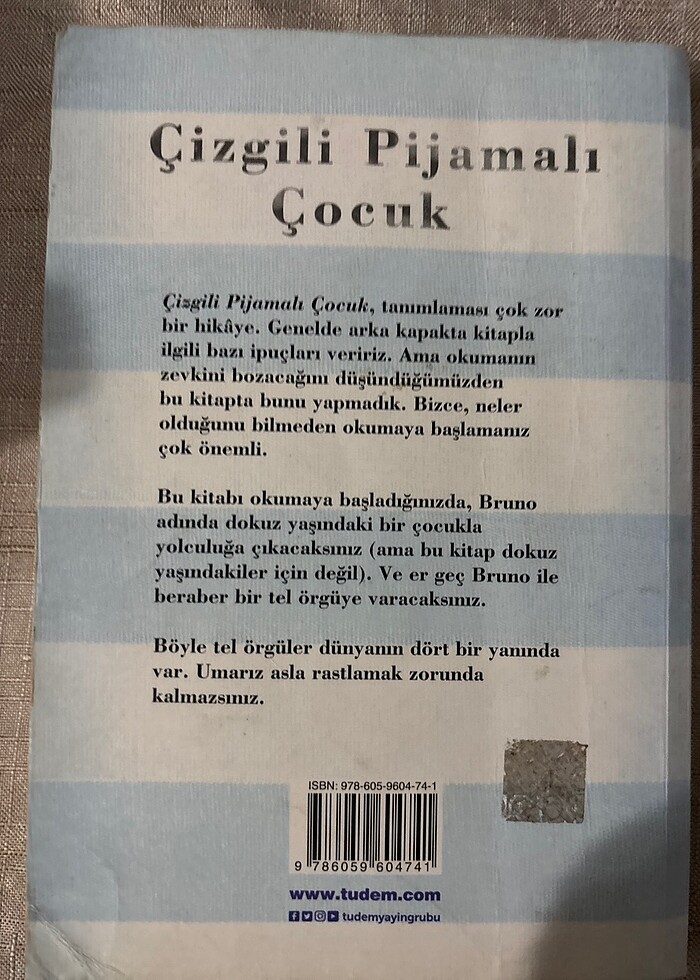 Çizgili Pijamalı
Çocuk
Çizgili Pijamalı Çocuk, tanımlaması çok zor
bir hikâye. Genelde arka kapakta kitapla
ilgili bazı ipuçları veririz. Ama okumanın
zevkini bozacağını düşündüğümüzden
bu kitapta bunu yapmadık. Bizce, neler
olduğunu bilmeden okumaya başlamanız
çok önemli.
Bu kitabı okumaya başladığınızda, Bruno
adında dokuz yaşındaki bir çocukla
yolculuğa çıkacaksınız (ama bu kitap dokuz
yaşındakiler için değil). Ve er geç Bruno ile
beraber bir tel örgüye varacaksınız.
Böyle tel örgüler dünyanın dört bir yanında
var. Umarız asla rastlamak zorunda
kalmazsınız.
ISBN: 978-605-9604-74-1
9 786059 604741
www.tudem.com
tudemyayingrubu